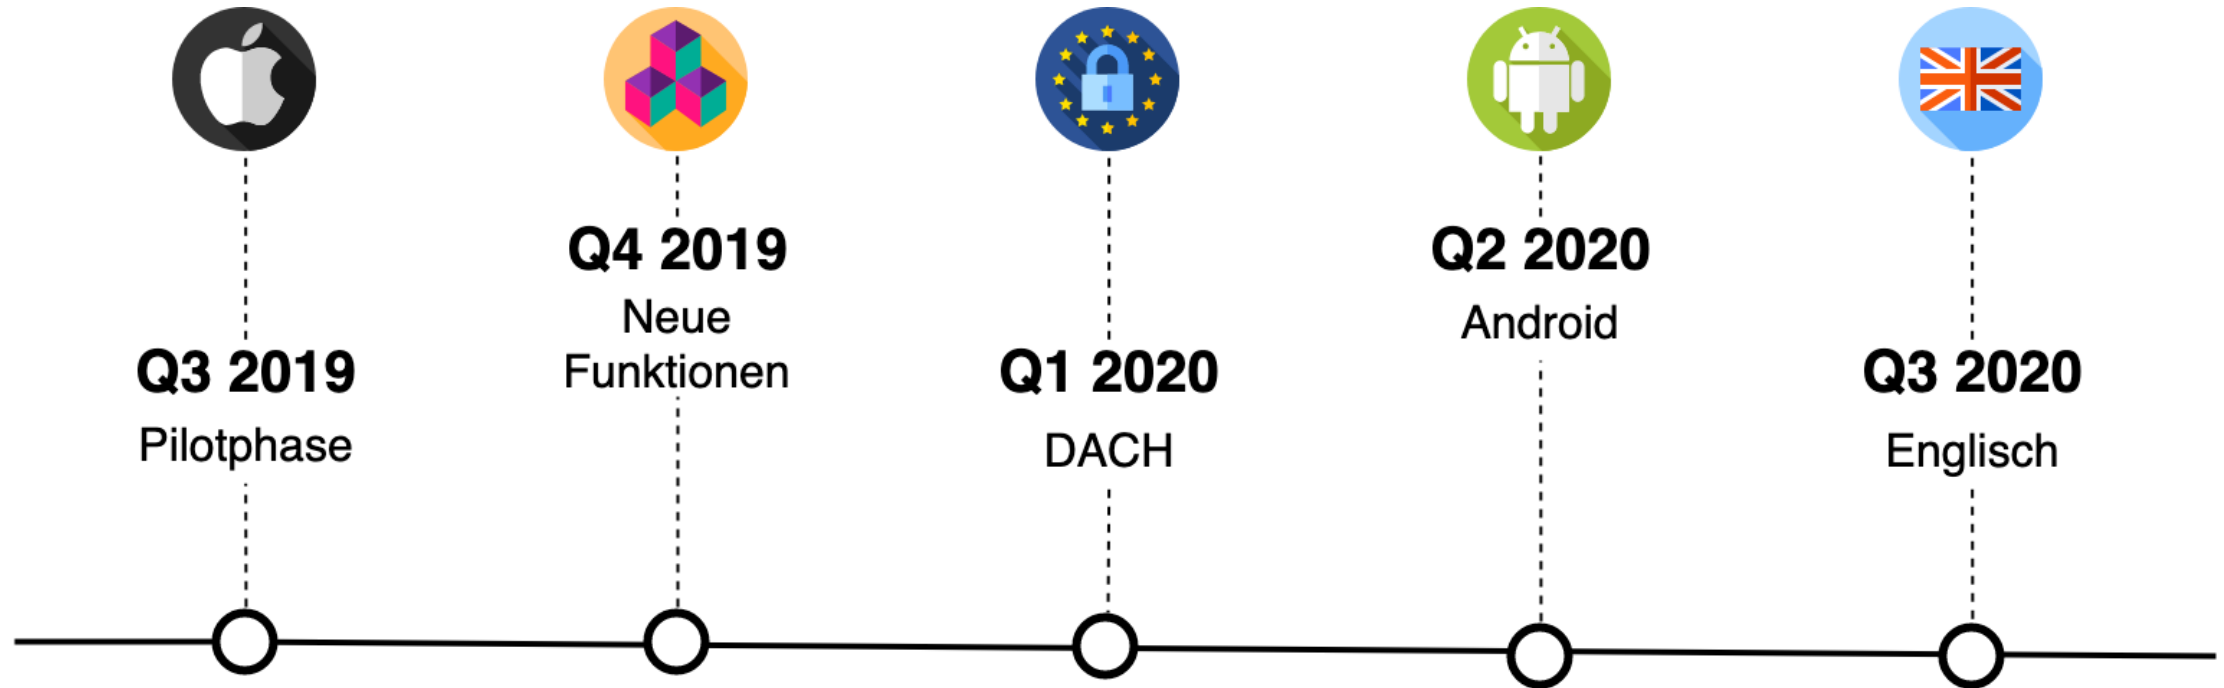 Q3 2019
Pilotphase
Q4 2019
Neue
Funktionen
Q1 2020
DACH
Q2 2020
Android
Q3 2020
Englisch